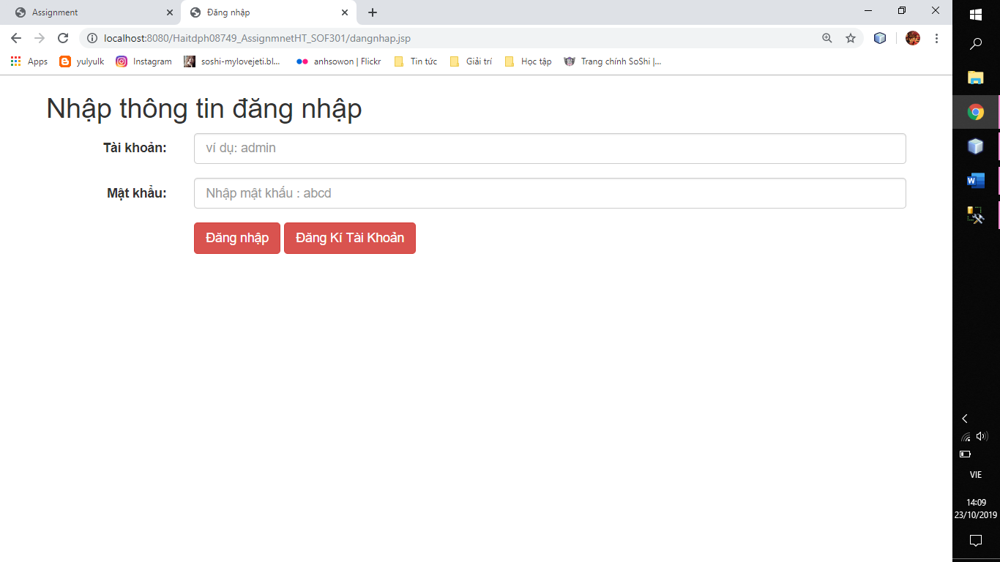 Assignment
Đăng nhập
localhost:8080/Haitdph08749_AssignmnetHT_SOF301/dangnhap.jsp
Apps yulyulk Instagram soshi-mylovejeti.bl... anhsowon | Flickr Tin tức Giải trí Học tập Trang chính SoShi |...
Nhập thông tin đăng nhập
Tài khoản: ví dụ: admin
Mật khẩu: Nhập mật khấu : abcd
Đăng nhập Đăng Kí Tài Khoản
VIE
14:09
23/10/2019